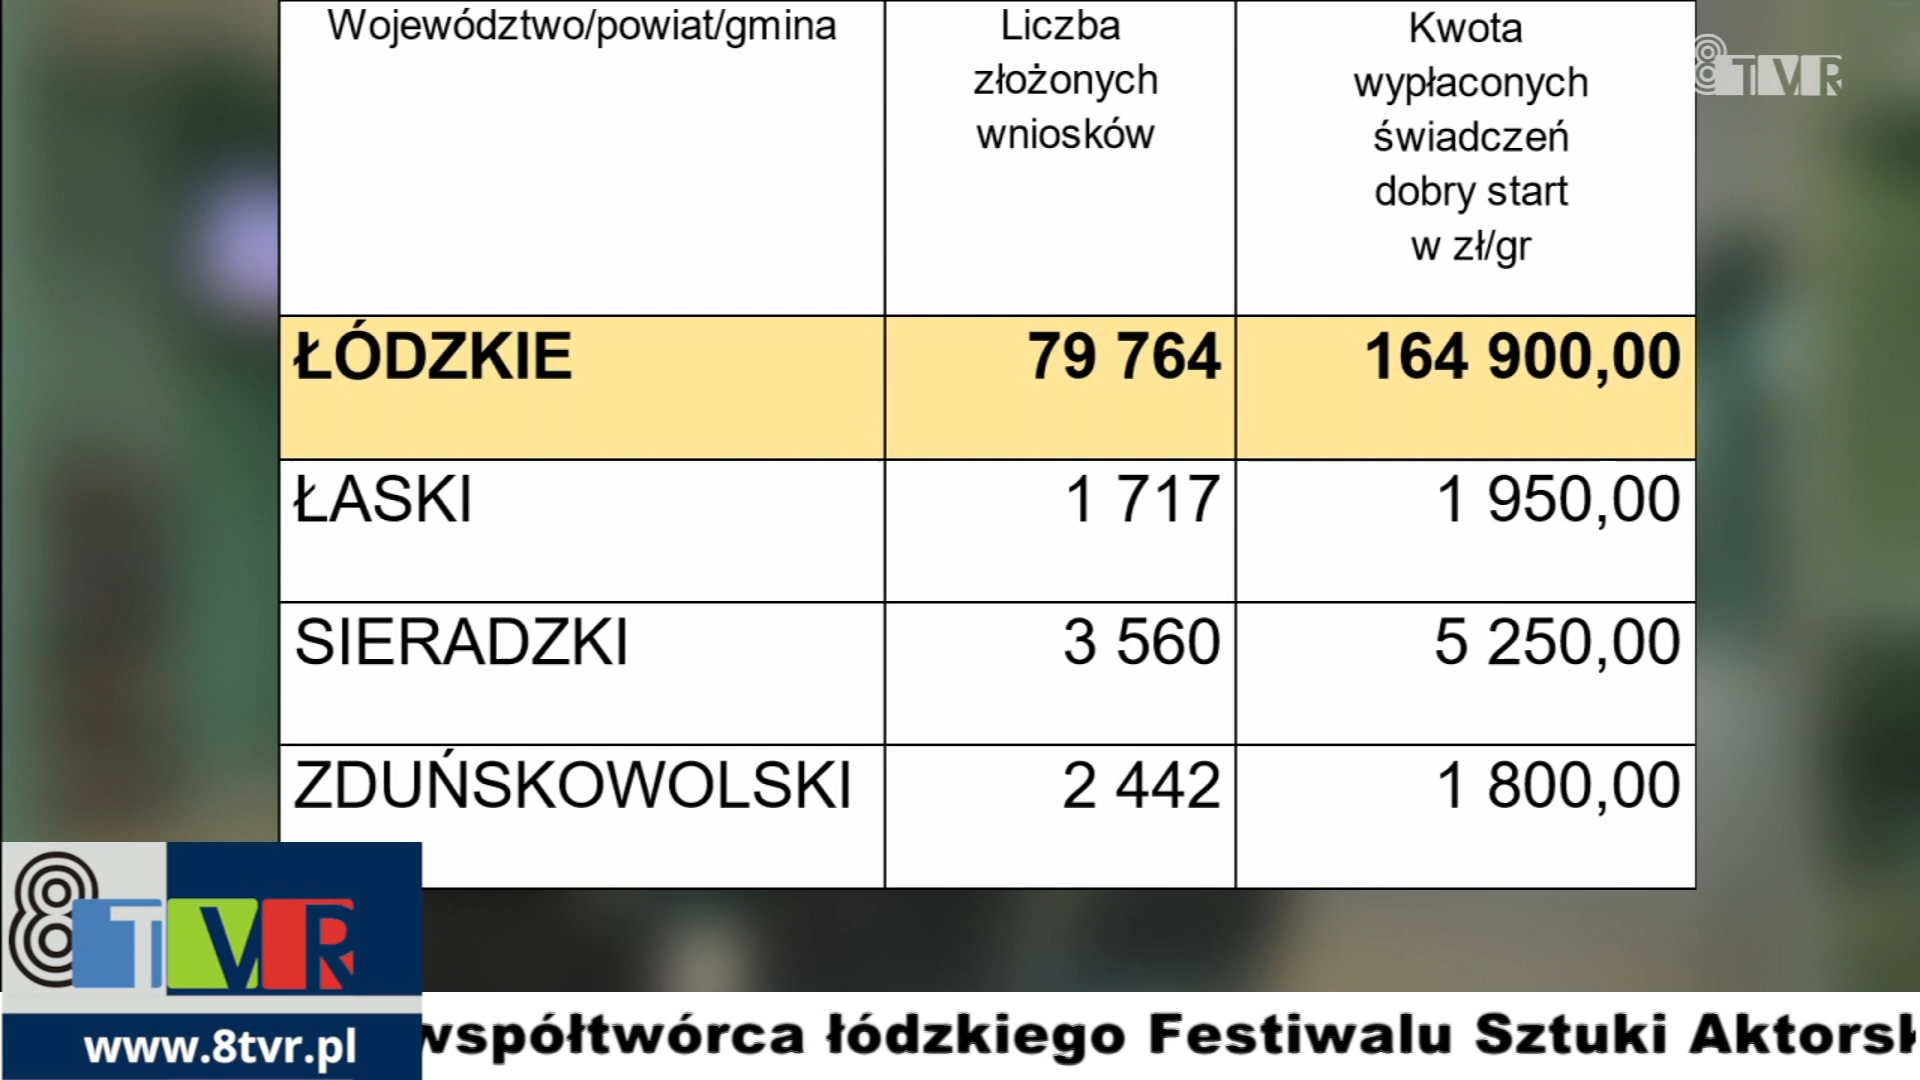 Województwo/powiat/gmina
Liczba
złożonych
wniosków
Kwota
wypłaconych
świadczeń
dobry start
w zł/gr
8TVR
ŁÓDZKIE 79 764 164 900,00
ŁASKI 1 717 1 950,00
SIERADZKI 3 560 5 250,00
ZDUŃSKOWOLSKI 2 442 1 800,00
8TVR
www.8tvr.pl
współtwórca łódzkiego Festiwalu Sztuki Aktorsk